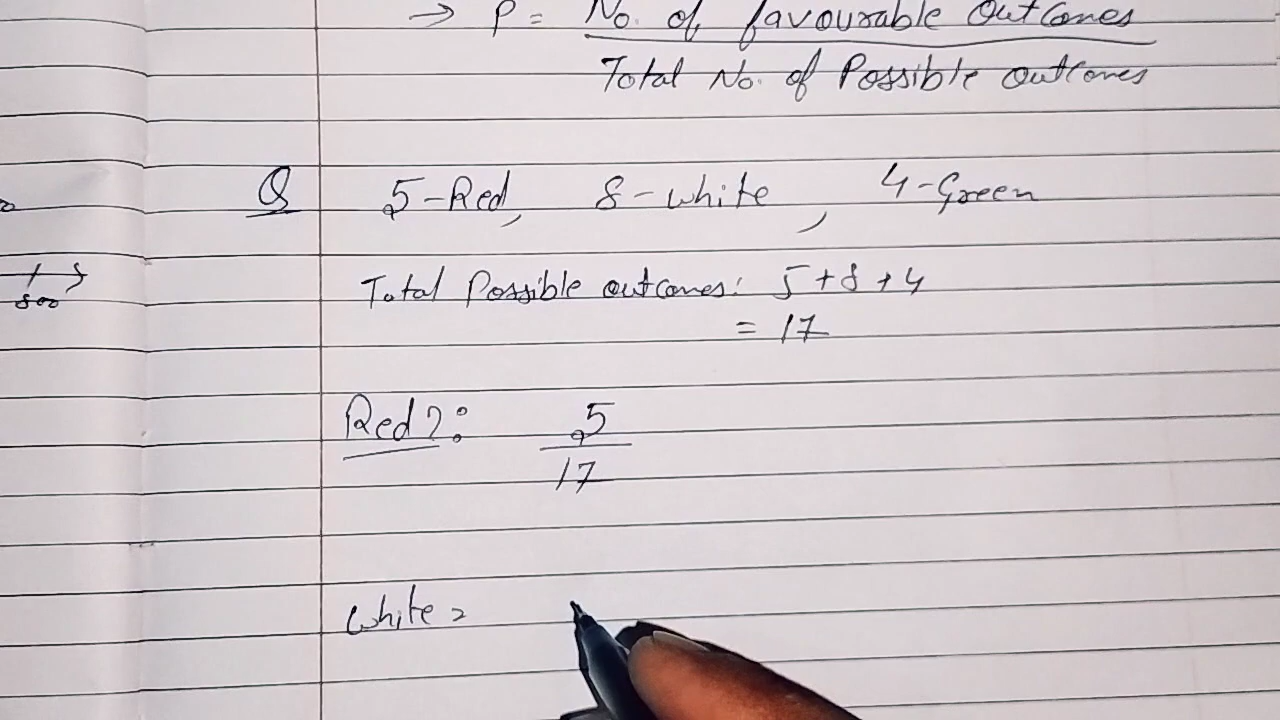 → P = No. of favourable Outcomes
Total No. of Possible Outcomes
Q 5-Red, 8-white, 4-Green
800
Total Possible outcomes: 5+8+4
= 17
Red?: 5
17
White =